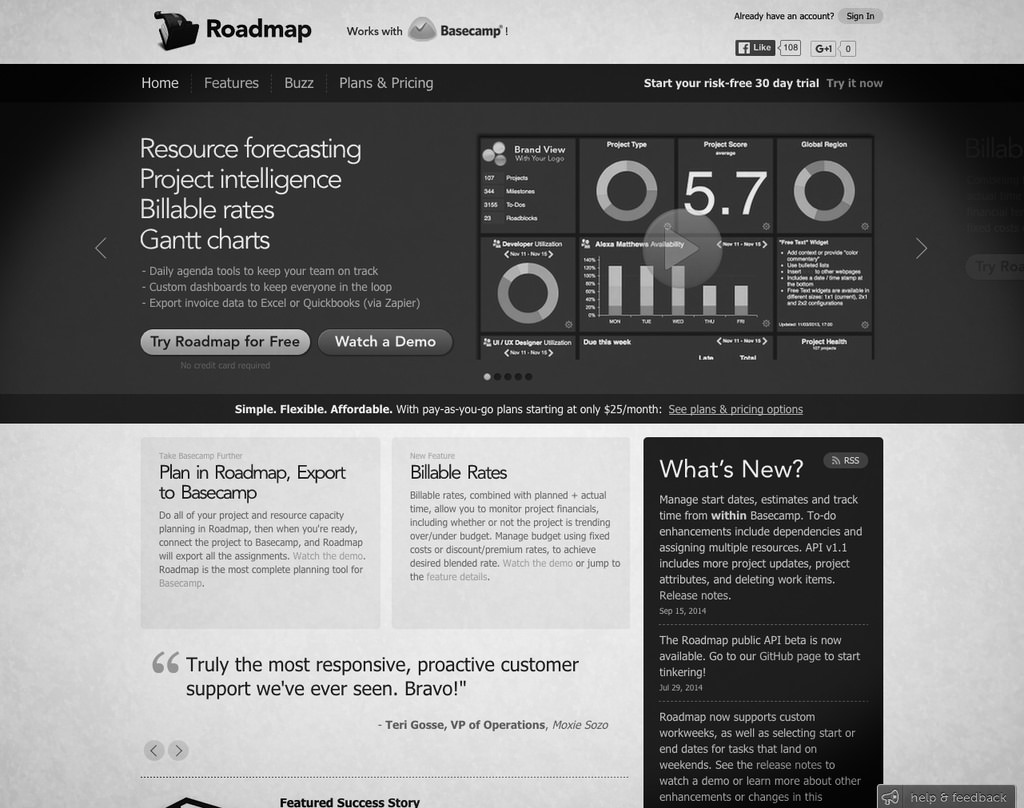 Roadmap
Works with Basecamp !
Already have an account? Sign In
Like 108
G+1 0
Home Features Buzz Plans & Pricing
Start your risk-free 30 day trial Try it now
Resource forecasting
Project intelligence
Billable rates
Gantt charts
- Daily agenda tools to keep your team on track
- Custom dashboards to keep everyone in the loop
- Export invoice data to Excel or Quickbooks (via Zapier)
Try Roadmap for Free
Watch a Demo
No credit card required
Brand View
With Your Logo
107 Projects
344 Milestones
3155 To-Dos
23 Roadblocks
Project Type
Project Score
average
5.7
Global Region
Developer Utilization
Nov 11 - Nov 15
Alexa Matthews Availability
Nov 11 - Nov 15
140%
120%
100%
80%
60%
40%
20%
0%
MON TUE WED THU FRI
"Free Text" Widget
Add context or provide "color
commentary"
Use bulleted lists
Insert to other webpages
Include a date / time stamp at
the bottom
Free Text widgets are available in
different sizes: 1x1 (current), 2x1
and 2x2 configurations
Updated: 11/03/2013, 17:00
UI / UX Designer Utilization
Nov 11 - Nov 15
Due this week
Nov 11 - Nov 15
Late Total
Project Health
107 projects
Billab
Try Roa
Simple. Flexible. Affordable. With pay-as-you-go plans starting at only $25/month: See plans & pricing options
Take Basecamp Further
Plan in Roadmap, Export
to Basecamp
Do all of your project and resource capacity
planning in Roadmap, then when you're ready,
connect the project to Basecamp, and Roadmap
will export all the assignments. Watch the demo.
Roadmap is the most complete planning tool for
Basecamp.
New Feature
Billable Rates
Billable rates, combined with planned + actual
time, allow you to monitor project financials,
including whether or not the project is trending
over/under budget. Manage budget using fixed
costs or discount/premium rates, to achieve
desired blended rate. Watch the demo or jump to
the feature details.
What's New?
RSS
Manage start dates, estimates and track
time from within Basecamp. To-do
enhancements include dependencies and
assigning multiple resources. API v1.1
includes more project updates, project
attributes, and deleting work items.
Release notes.
Sep 15, 2014
The Roadmap public API beta is now
available. Go to our GitHub page to start
tinkering!
Jul 29, 2014
Roadmap now supports custom
workweeks, as well as selecting start or
end dates for tasks that land on
weekends. See the release notes to
watch a demo or learn more about other
enhancements or changes in this
“Truly the most responsive, proactive customer
support we've ever seen. Bravo!"
- Teri Gosse, VP of Operations, Moxie Sozo
Featured Success Story
help & feedback